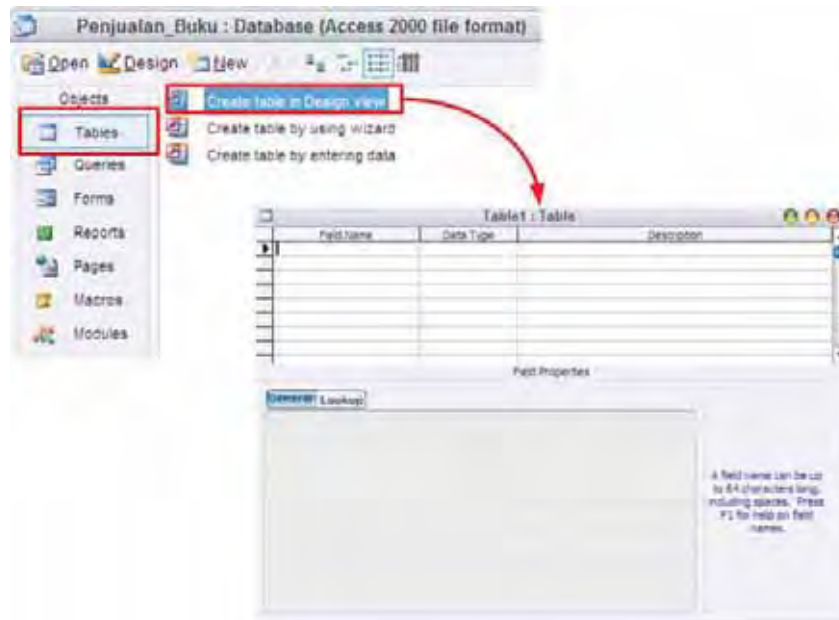 Penjualan_Buku : Database (Access 2000 file format)
Open Design New
Objects
Create table in Design view
Tables
Create table by using wizard
Queries
Create table by entering data
Forms
Reports
Pages
Macros
Modules
Table1 : Table
Field Name Data Type Description
Field Properties
General Lookup
A field name can be up
to 64 characters long,
including spaces. Press
F1 for help on field
names.